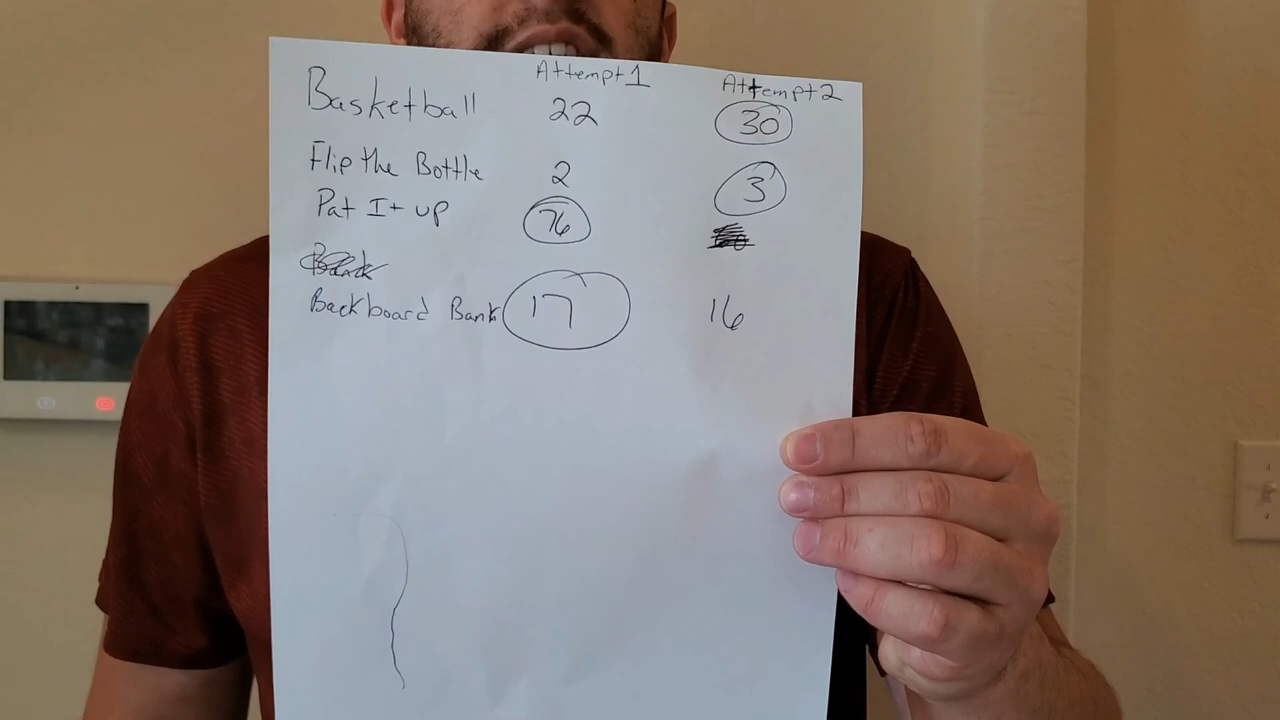 Attempt 1 Attempt 2
Basketball 22 30
Flip the Bottle 2 3
Pat It up 76
Backboard Bank 17 16